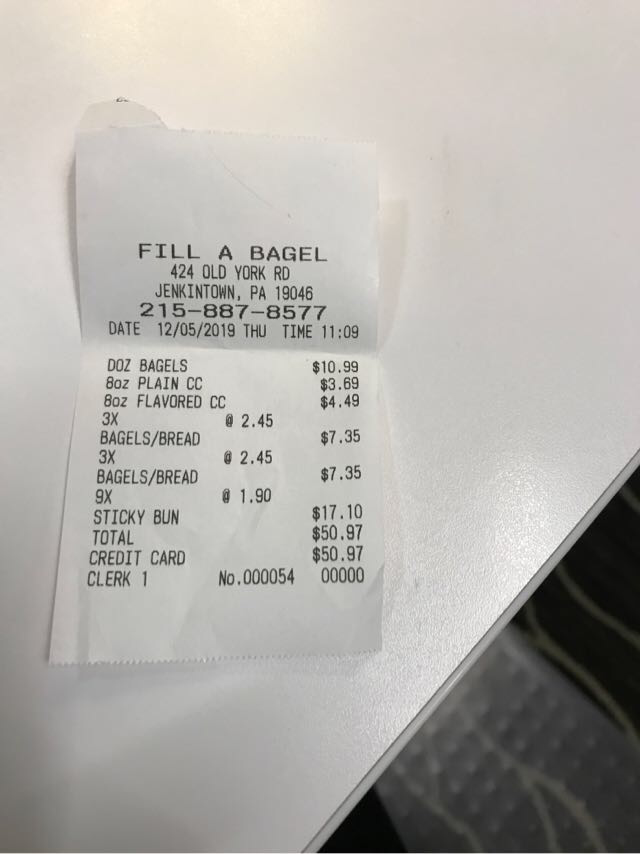 FILL A BAGEL
424 OLD YORK RD
JENKINTOWN, PA 19046
215-887-8577
DATE 12/05/2019 THU TIME 11:09
DOZ BAGELS $10.99
8oz PLAIN CC $3.69
8oz FLAVORED CC $4.49
3X @ 2.45
BAGELS/BREAD $7.35
3X @ 2.45
BAGELS/BREAD $7.35
9X @ 1.90
STICKY BUN $17.10
TOTAL $50.97
CREDIT CARD $50.97
CLERK 1 No.000054 00000